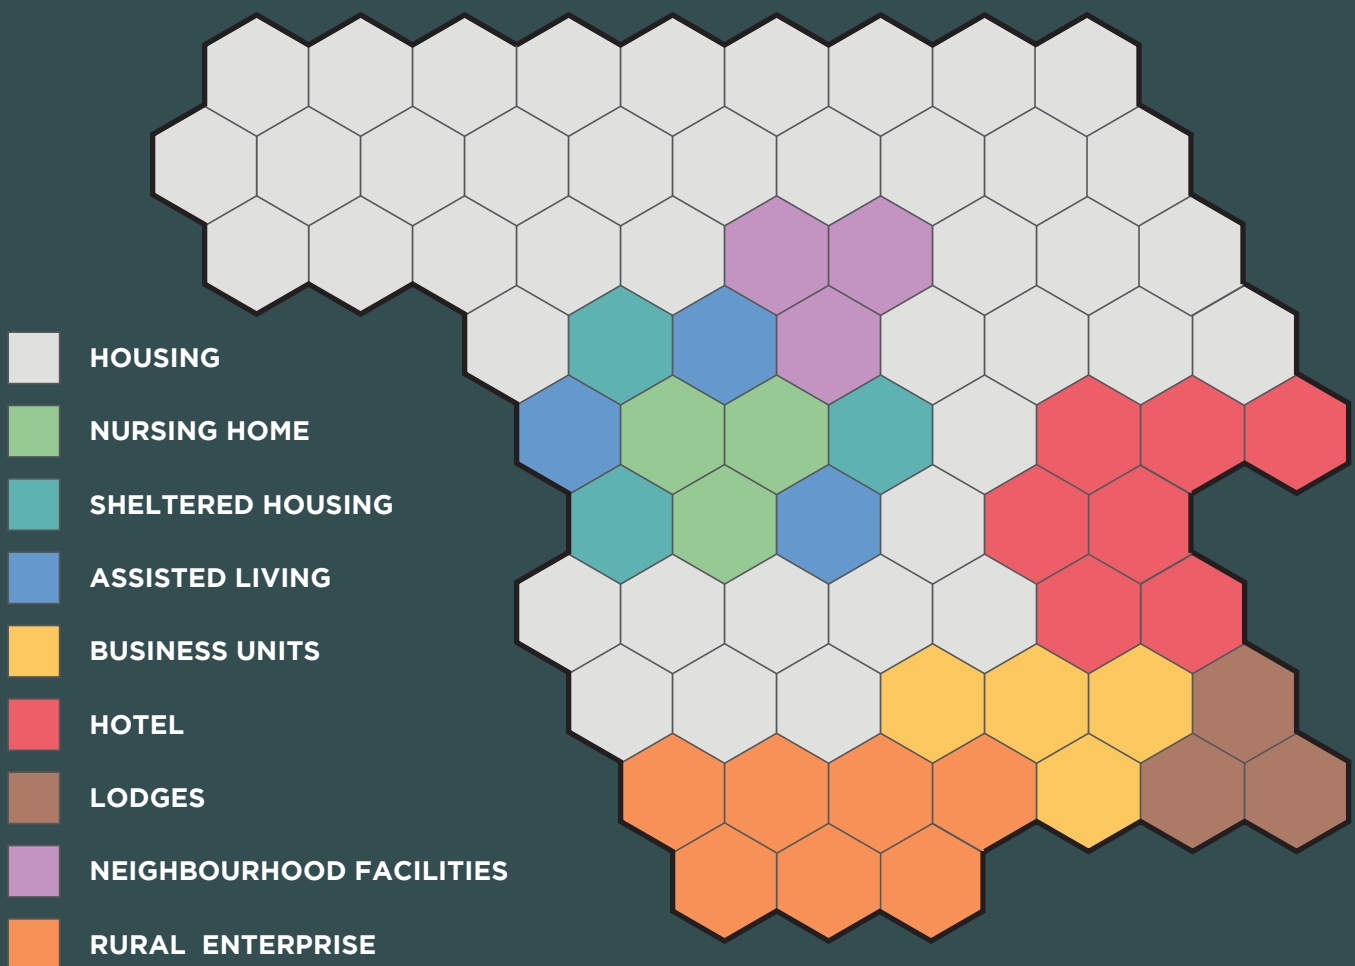 HOUSING
NURSING HOME
SHELTERED HOUSING
ASSISTED LIVING
BUSINESS UNITS
HOTEL
LODGES
NEIGHBOURHOOD FACILITIES
RURAL ENTERPRISE